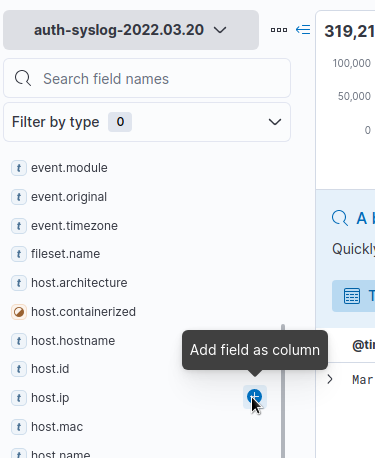 auth-syslog-2022.03.20
319,21
Search field names
100,000
50,000
0
Filter by type 0
t event.module
t event.original
t event.timezone
t fileset.name
t host.architecture
host.containerized
t host.hostname
t host.id
t host.ip
t host.mac
host.name
Add field as column
A b
Quickly
T
@tin
Mar